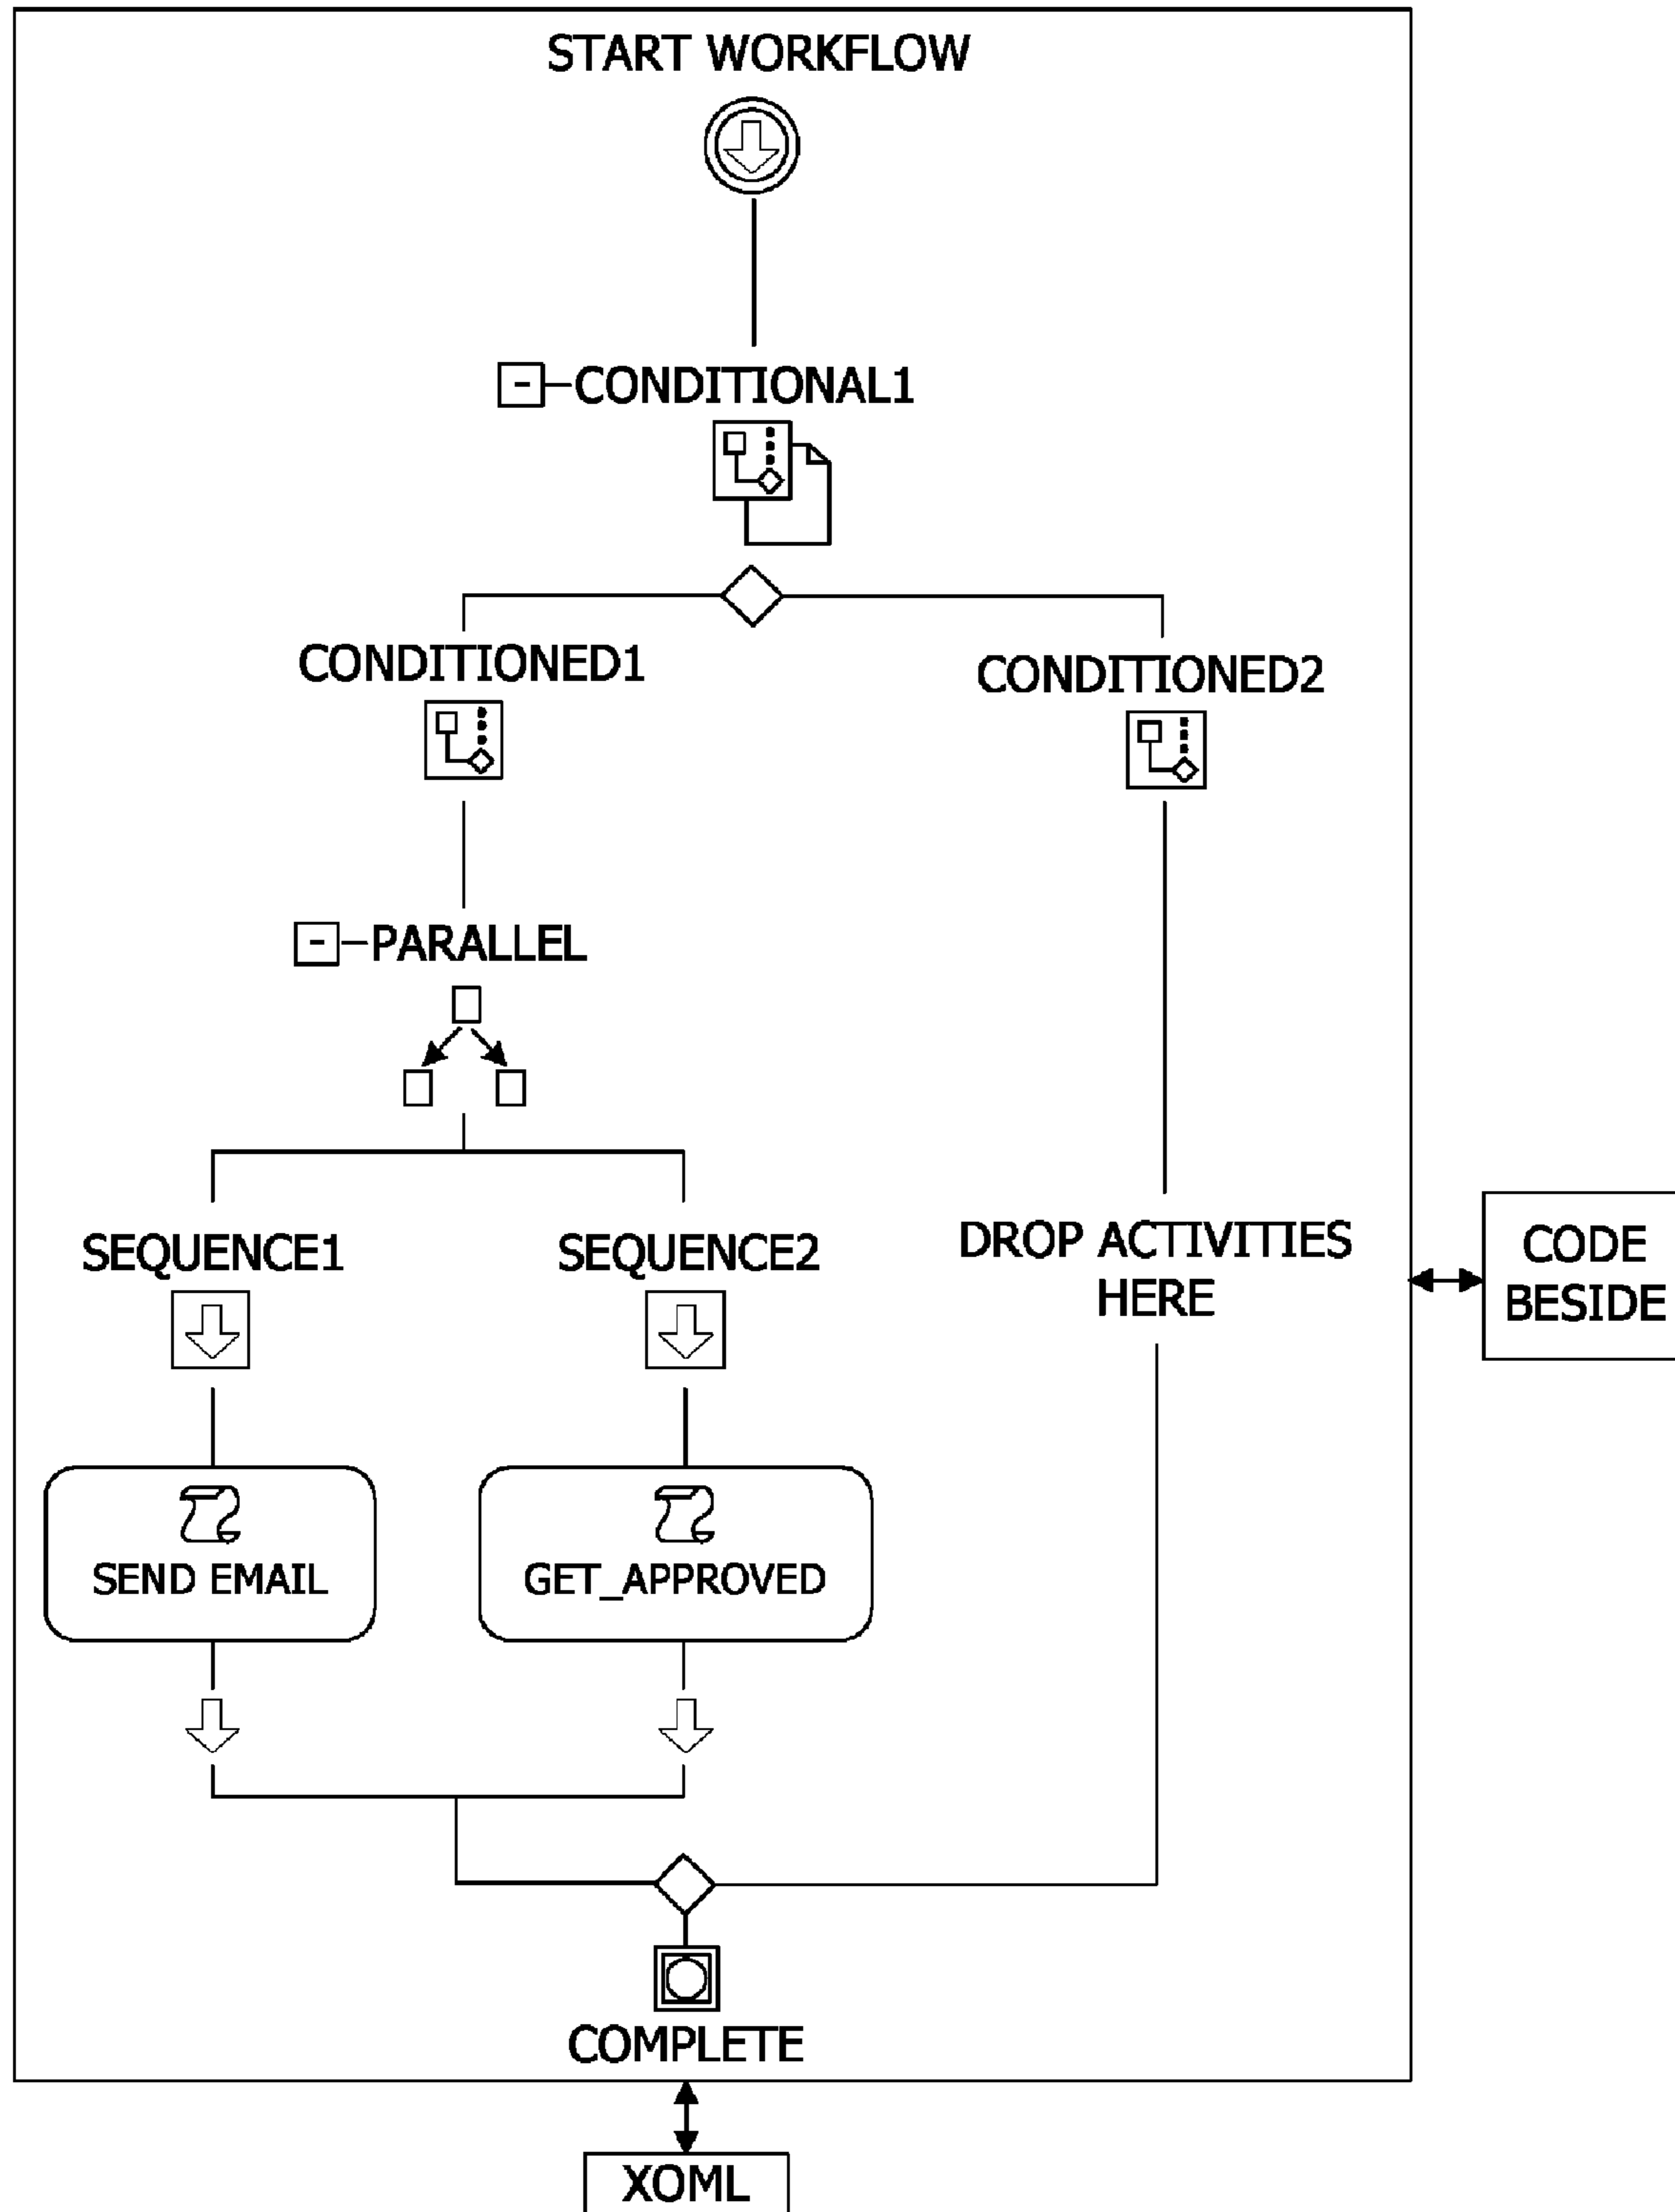 START WORKFLOW
CONDITIONAL1
CONDITIONED1
CONDITIONED2
PARALLEL
SEQUENCE1
SEQUENCE2
DROP ACTIVITIES
HERE
CODE
BESIDE
SEND EMAIL
GET_APPROVED
COMPLETE
XOML